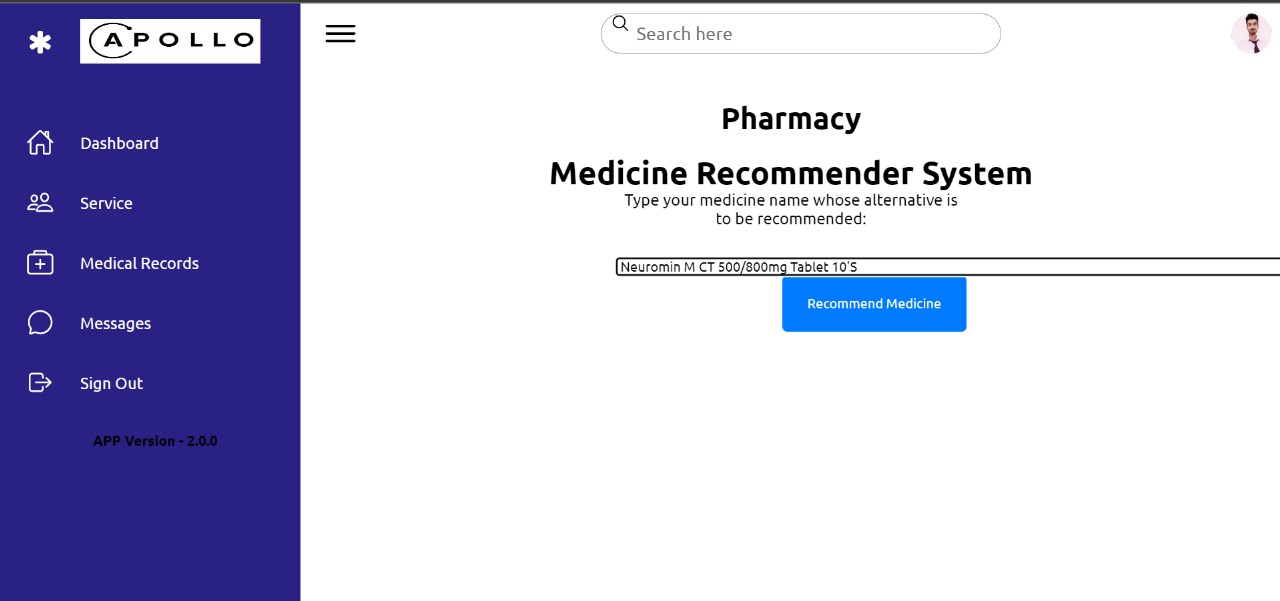 APOLLO
Search here
Dashboard
Service
Medical Records
Messages
Sign Out
APP Version - 2.0.0
Pharmacy
Medicine Recommender System
Type your medicine name whose alternative is
to be recommended:
Neuromin M CT 500/800mg Tablet 10'S
Recommend Medicine